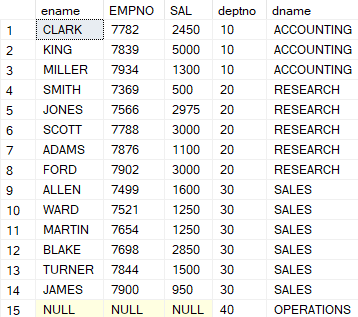 ename EMPNO SAL deptno dname
1 CLARK 7782 2450 10 ACCOUNTING
2 KING 7839 5000 10 ACCOUNTING
3 MILLER 7934 1300 10 ACCOUNTING
4 SMITH 7369 500 20 RESEARCH
5 JONES 7566 2975 20 RESEARCH
6 SCOTT 7788 3000 20 RESEARCH
7 ADAMS 7876 1100 20 RESEARCH
8 FORD 7902 3000 20 RESEARCH
9 ALLEN 7499 1600 30 SALES
10 WARD 7521 1250 30 SALES
11 MARTIN 7654 1250 30 SALES
12 BLAKE 7698 2850 30 SALES
13 TURNER 7844 1500 30 SALES
14 JAMES 7900 950 30 SALES
15 NULL NULL NULL 40 OPERATIONS